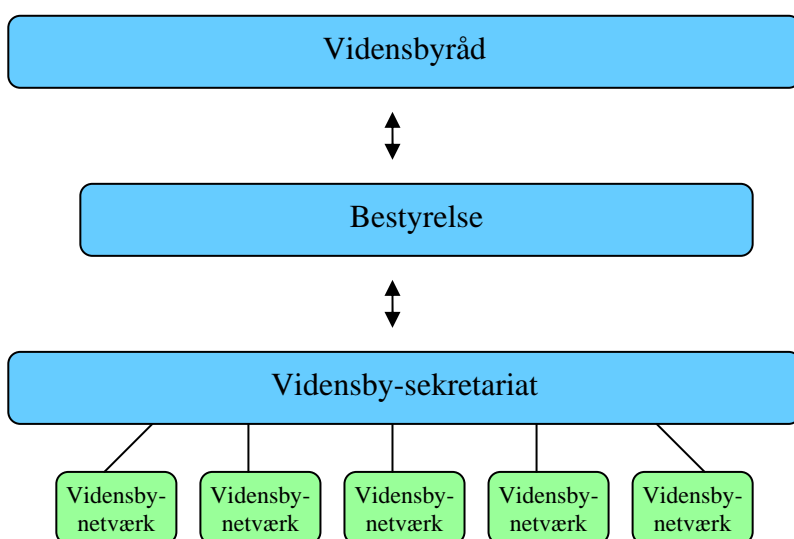 Vidensbyråd
Bestyrelse
Vidensby-sekretariat
Vidensby-
netværk
Vidensby-
netværk
Vidensby-
netværk
Vidensby-
netværk
Vidensby-
netværk